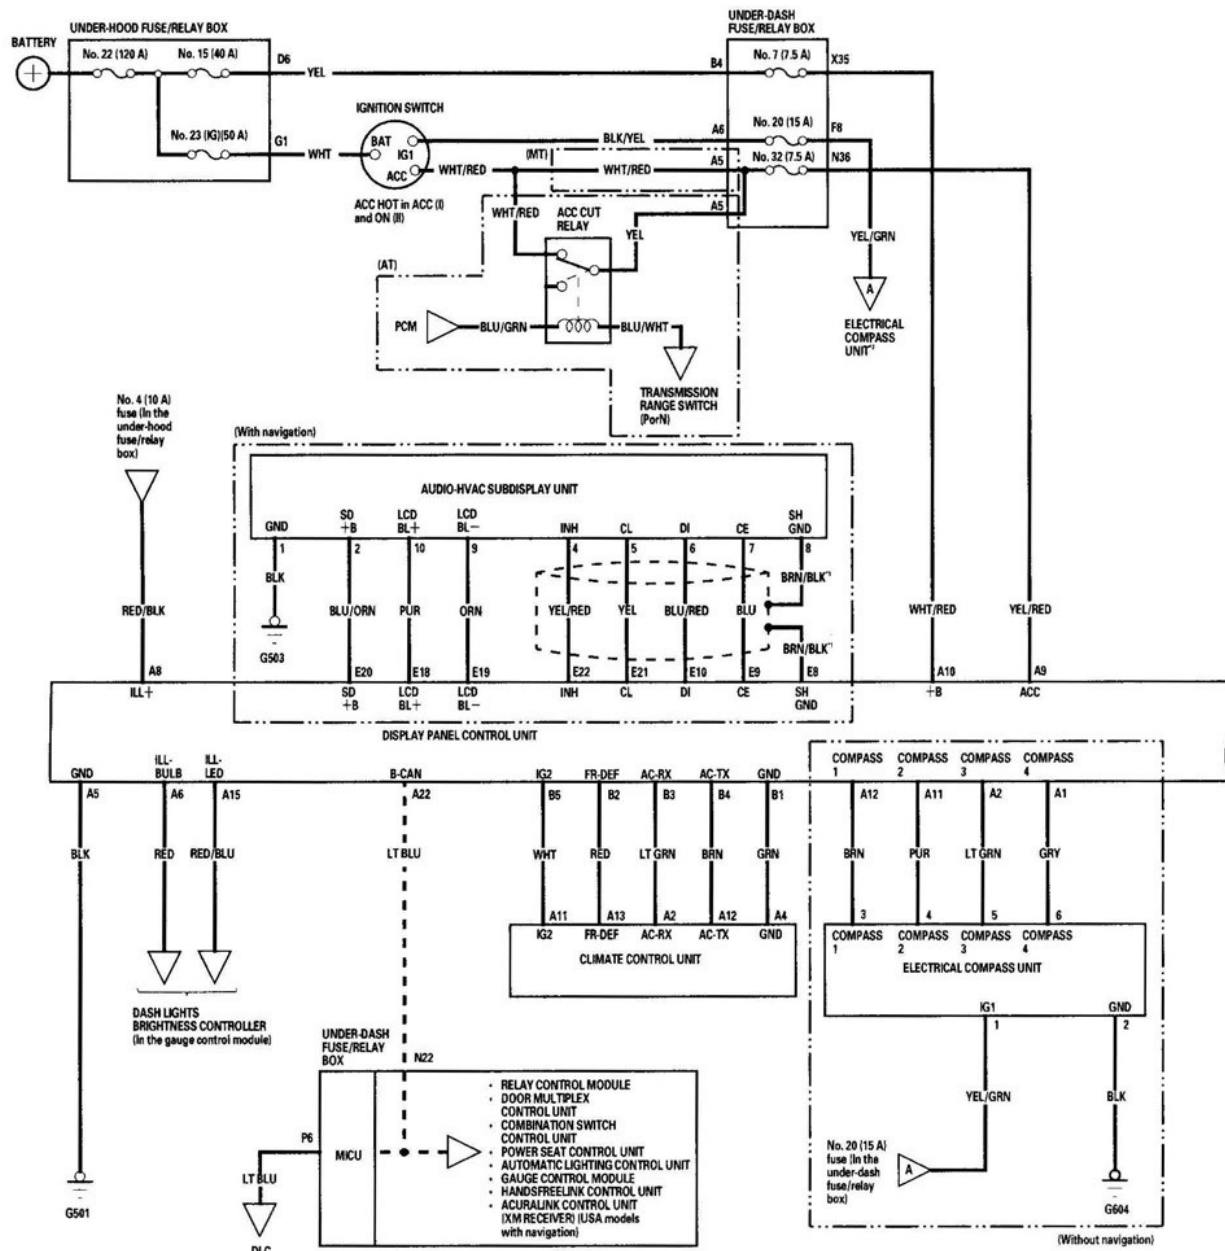 UNDER-HOOD FUSE/RELAY BOX
UNDER-DASH
FUSE/RELAY BOX
BATTERY
No. 22 (120 A)
No. 15 (40 A)
D6
YEL
B4
No. 7 (7.5 A)
X35
No. 23 (IG)(50 A)
G1
WHT
IGNITION SWITCH
BAT
IG1
ACC
BLK/YEL
A6
No. 20 (15 A)
F8
(MT)
WHT/RED
WHT/RED
A5
No. 32 (7.5 A)
N36
ACC HOT in ACC (I)
and ON (II)
WHT/RED
ACC CUT
RELAY
YEL
A5
YEL/GRN
(AT)
A
PCM
BLU/GRN
BLU/WHT
ELECTRICAL
COMPASS
UNIT*2
TRANSMISSION
RANGE SWITCH
(PorN)
No. 4 (10 A)
fuse (In the
under-hood
fuse/relay
box)
(With navigation)
AUDIO-HVAC SUBDISPLAY UNIT
GND
SD
+B
LCD
BL+
LCD
BL−
INH
CL
DI
CE
SH
GND
1
2
10
9
4
5
6
7
8
BLK
BRN/BLK*1
RED/BLK
BLU/ORN
PUR
ORN
YEL/RED
YEL
BLU/RED
BLU
WHT/RED
YEL/RED
G503
BRN/BLK*1
A8
E20
E18
E19
E22
E21
E10
E9
E8
A10
A9
ILL+
SD
+B
LCD
BL+
LCD
BL−
INH
CL
DI
CE
SH
GND
+B
ACC
DISPLAY PANEL CONTROL UNIT
GND
ILL-
BULB
ILL-
LED
B-CAN
IG2
FR-DEF
AC-RX
AC-TX
GND
COMPASS
1
COMPASS
2
COMPASS
3
COMPASS
4
A5
A6
A15
A22
B5
B2
B3
B4
B1
A12
A11
A2
A1
BLK
RED
RED/BLU
LT BLU
WHT
RED
LT GRN
BRN
GRN
BRN
PUR
LT GRN
GRY
A11
A13
A2
A12
A4
3
4
5
6
IG2
FR-DEF
AC-RX
AC-TX
GND
COMPASS
1
COMPASS
2
COMPASS
3
COMPASS
4
CLIMATE CONTROL UNIT
ELECTRICAL COMPASS UNIT
IG1
GND
1
2
DASH LIGHTS
BRIGHTNESS CONTROLLER
(In the gauge control module)
UNDER-DASH
FUSE/RELAY
BOX
N22
YEL/GRN
BLK
P6
MICU
· RELAY CONTROL MODULE
· DOOR MULTIPLEX
CONTROL UNIT
· COMBINATION SWITCH
CONTROL UNIT
· POWER SEAT CONTROL UNIT
· AUTOMATIC LIGHTING CONTROL UNIT
· GAUGE CONTROL MODULE
· HANDSFREELINK CONTROL UNIT
· ACURALINK CONTROL UNIT
(XM RECEIVER) (USA models
with navigation)
No. 20 (15 A)
fuse (In the
under-dash
fuse/relay
box)
A
LT BLU
G501
G604
DLC
(Without navigation)